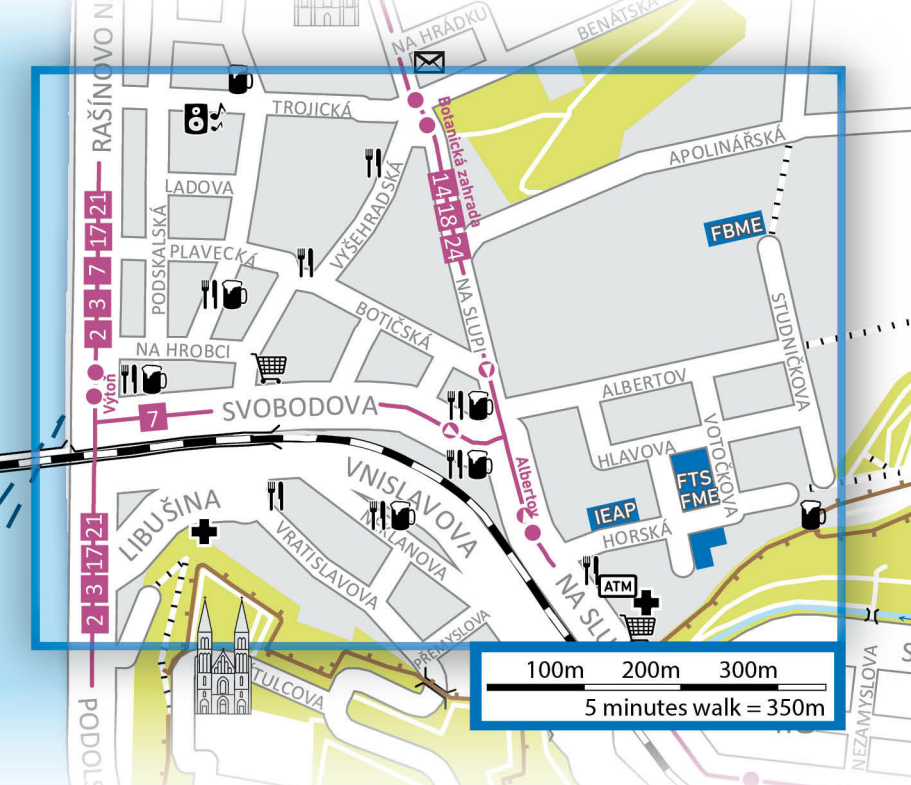 NA HRÁDKU
BENÁTSKÁ
RAŠÍNOVO N
TROJICKÁ
Botanická zahrada
APOLINÁŘSKÁ
LADOVA
VYŠEHRADSKÁ
14 18 24
FBME
2 3 7 17 21
PODSKALSKÁ
PLAVECKÁ
NA SLUPI
STUDNIČKOVA
BOTIČSKÁ
NA HROBCI
ALBERTOV
Výtoň
7
SVOBODOVA
VOTOČKOVA
HLAVOVA
VNISLAVOVA
Albertov
FTS
FME
LIBUŠINA
IEAP
HORSKÁ
2 3 17 21
VRATISLAVOVA
NA SLU
ATM
PŘEMYSLOVA
ŠTULCOVA
PODOLS
NEZAMYSLOVA
100m 200m 300m
5 minutes walk = 350m